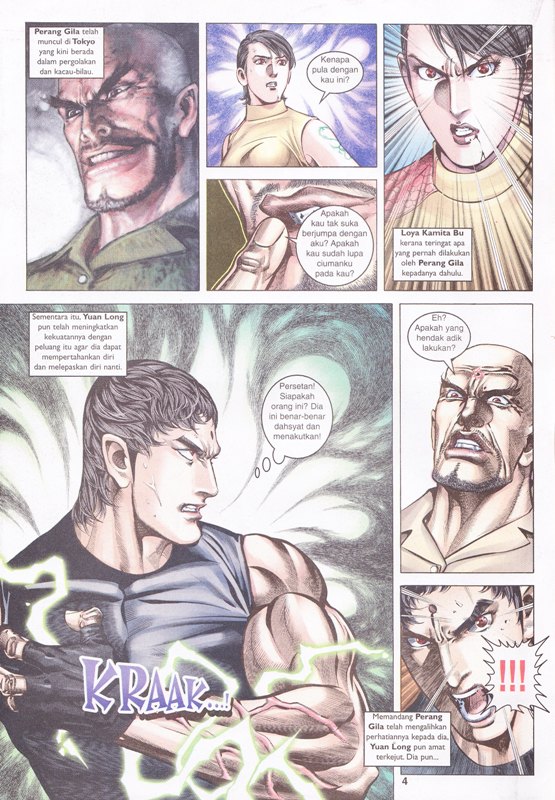 Perang Gila telah
muncul di Tokyo
yang kini berada
dalam pergolakan
dan kacau-bilau.
Kenapa
pula dengan
kau ini?
Apakah
kau tak suka
berjumpa dengan
aku? Apakah
kau sudah lupa
ciumanku
pada kau?
Loya Kamita Bu
kerana teringat apa
yang pernah dilakukan
oleh Perang Gila
kepadanya dahulu.
Sementara itu, Yuan Long
pun telah meningkatkan
kekuatannya dengan
peluang itu agar dia dapat
mempertahankan diri
dan melepaskan diri nanti.
Persetan!
Siapakah
orang ini? Dia
ini benar-benar
dahsyat dan
menakutkan!
KRAAK...!
Eh?
Apakah yang
hendak adik
lakukan?
!!!
Memandang Perang
Gila telah mengalihkan
perhatiannya kepada dia,
Yuan Long pun amat
terkejut. Dia pun...
4